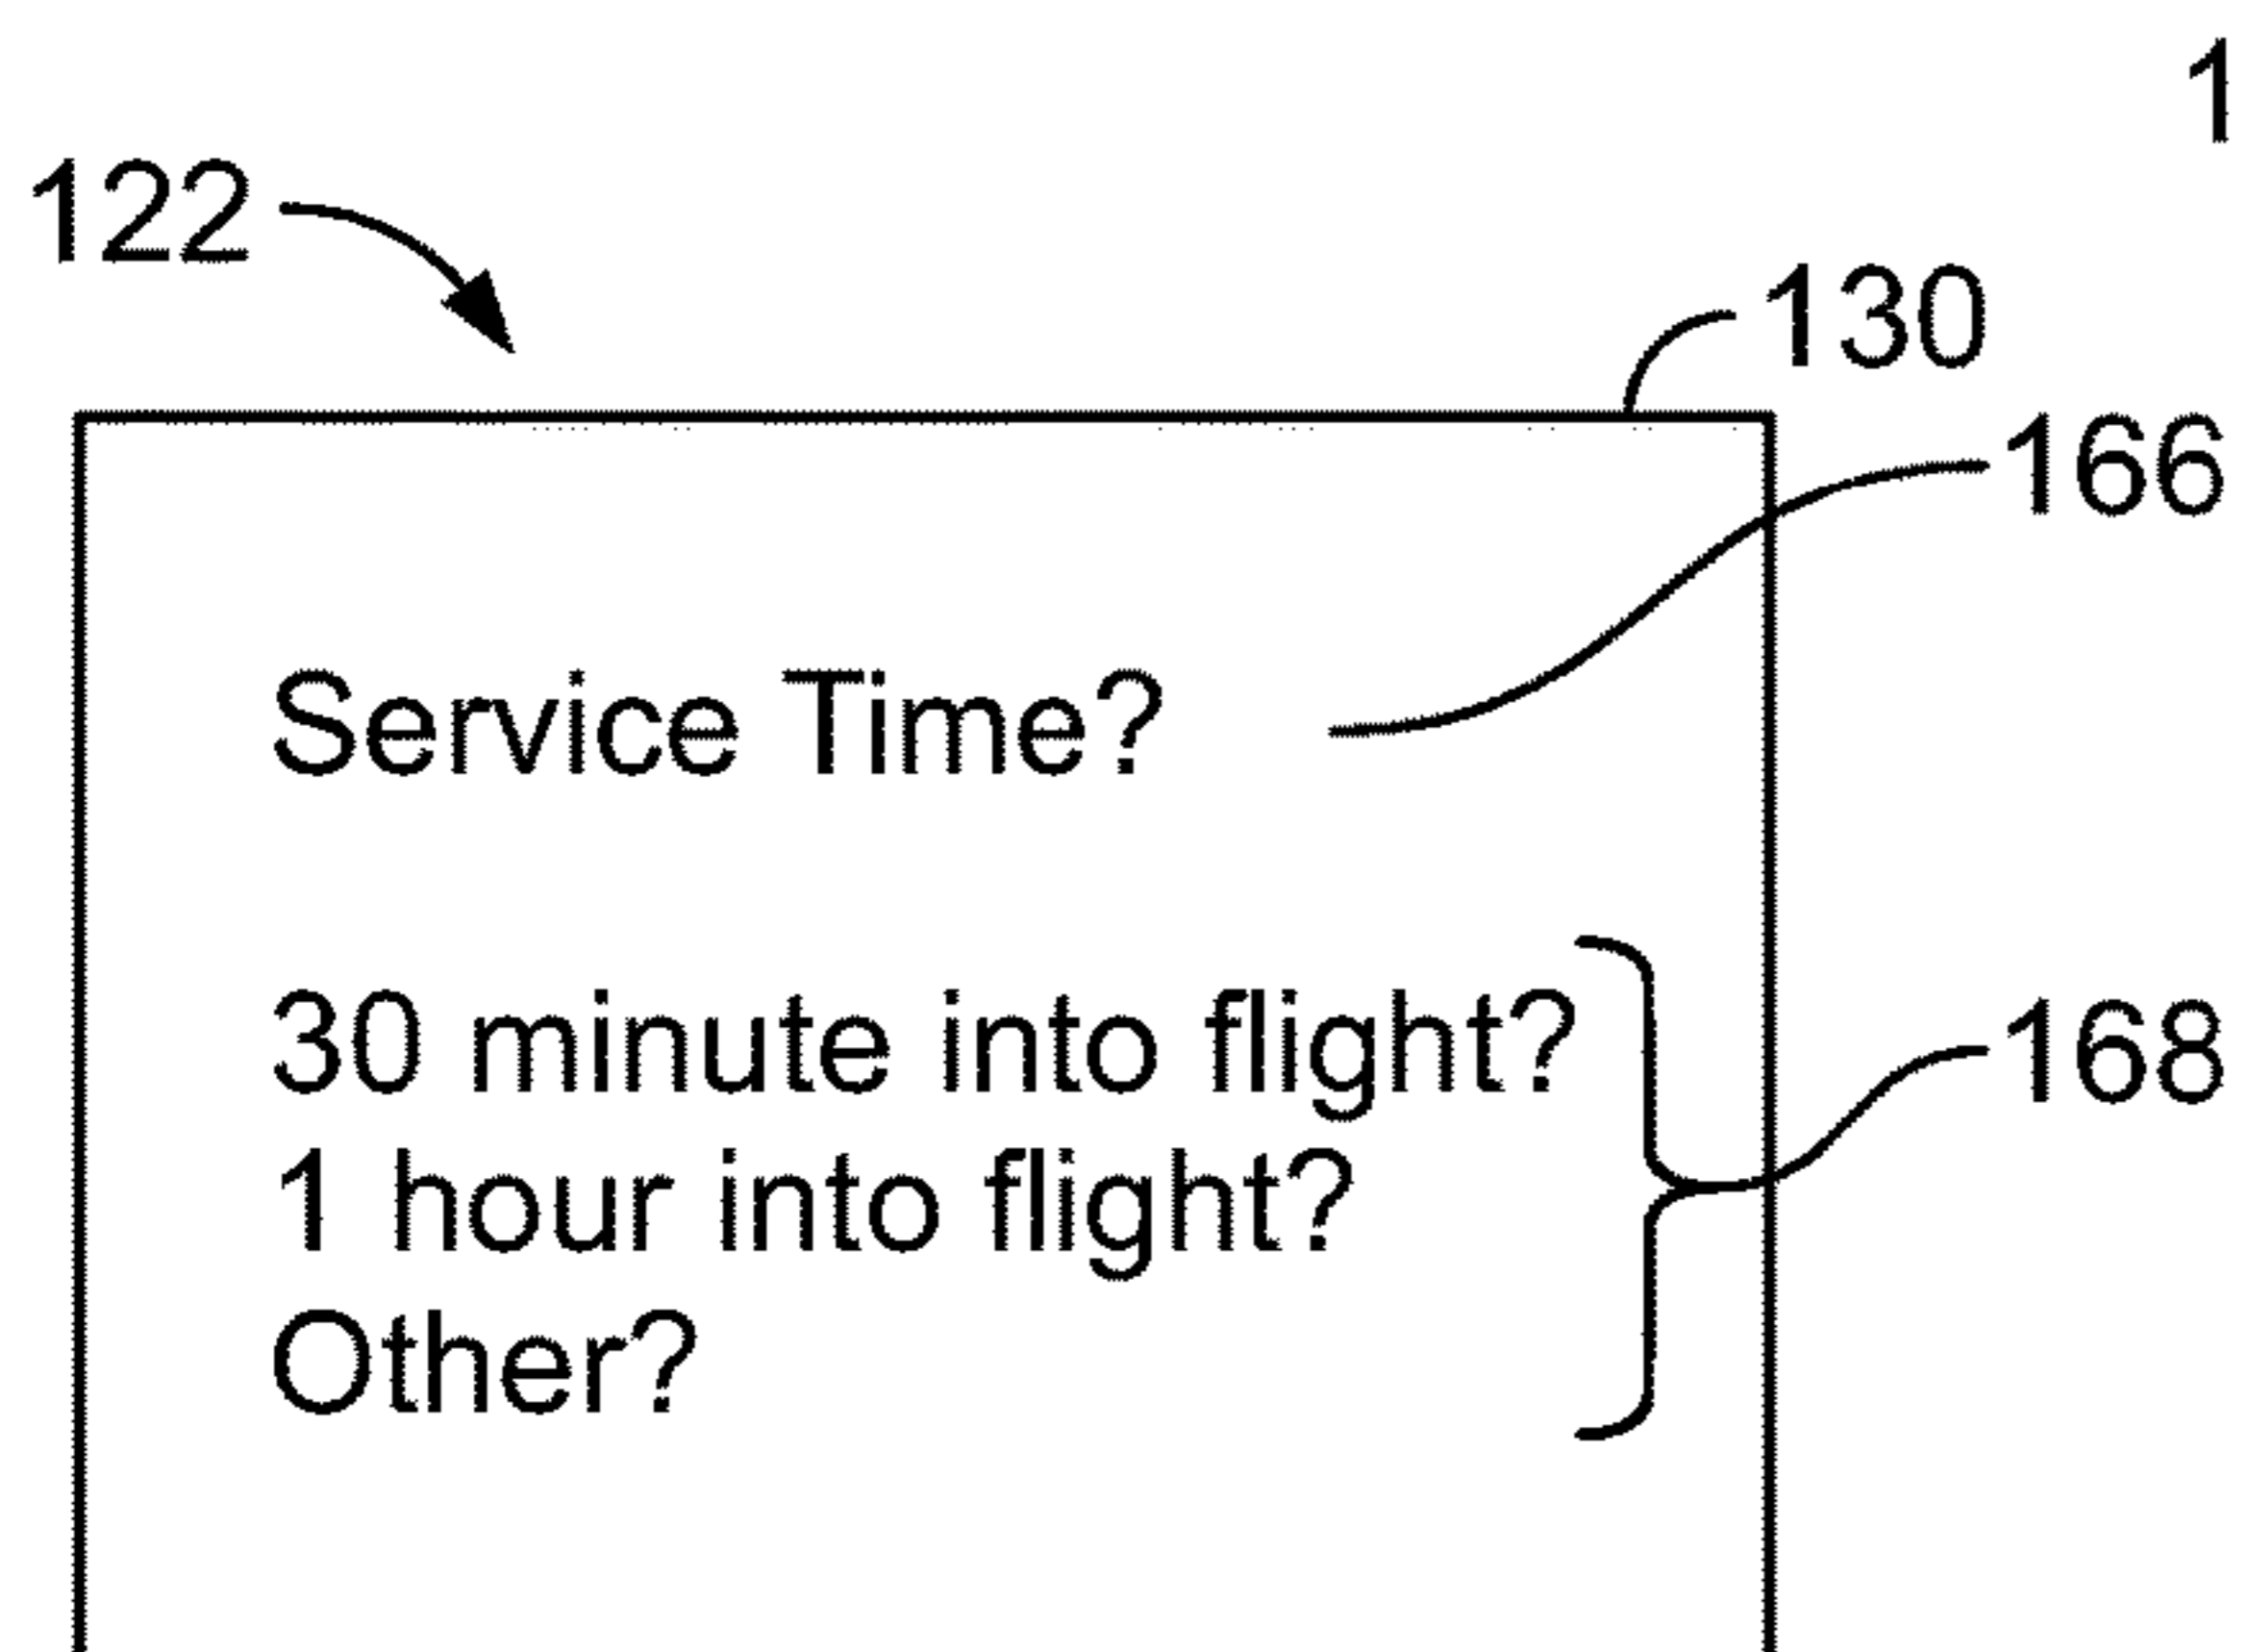 1
122
130
166
Service Time?
30 minute into flight?
168
1 hour into flight?
Other?